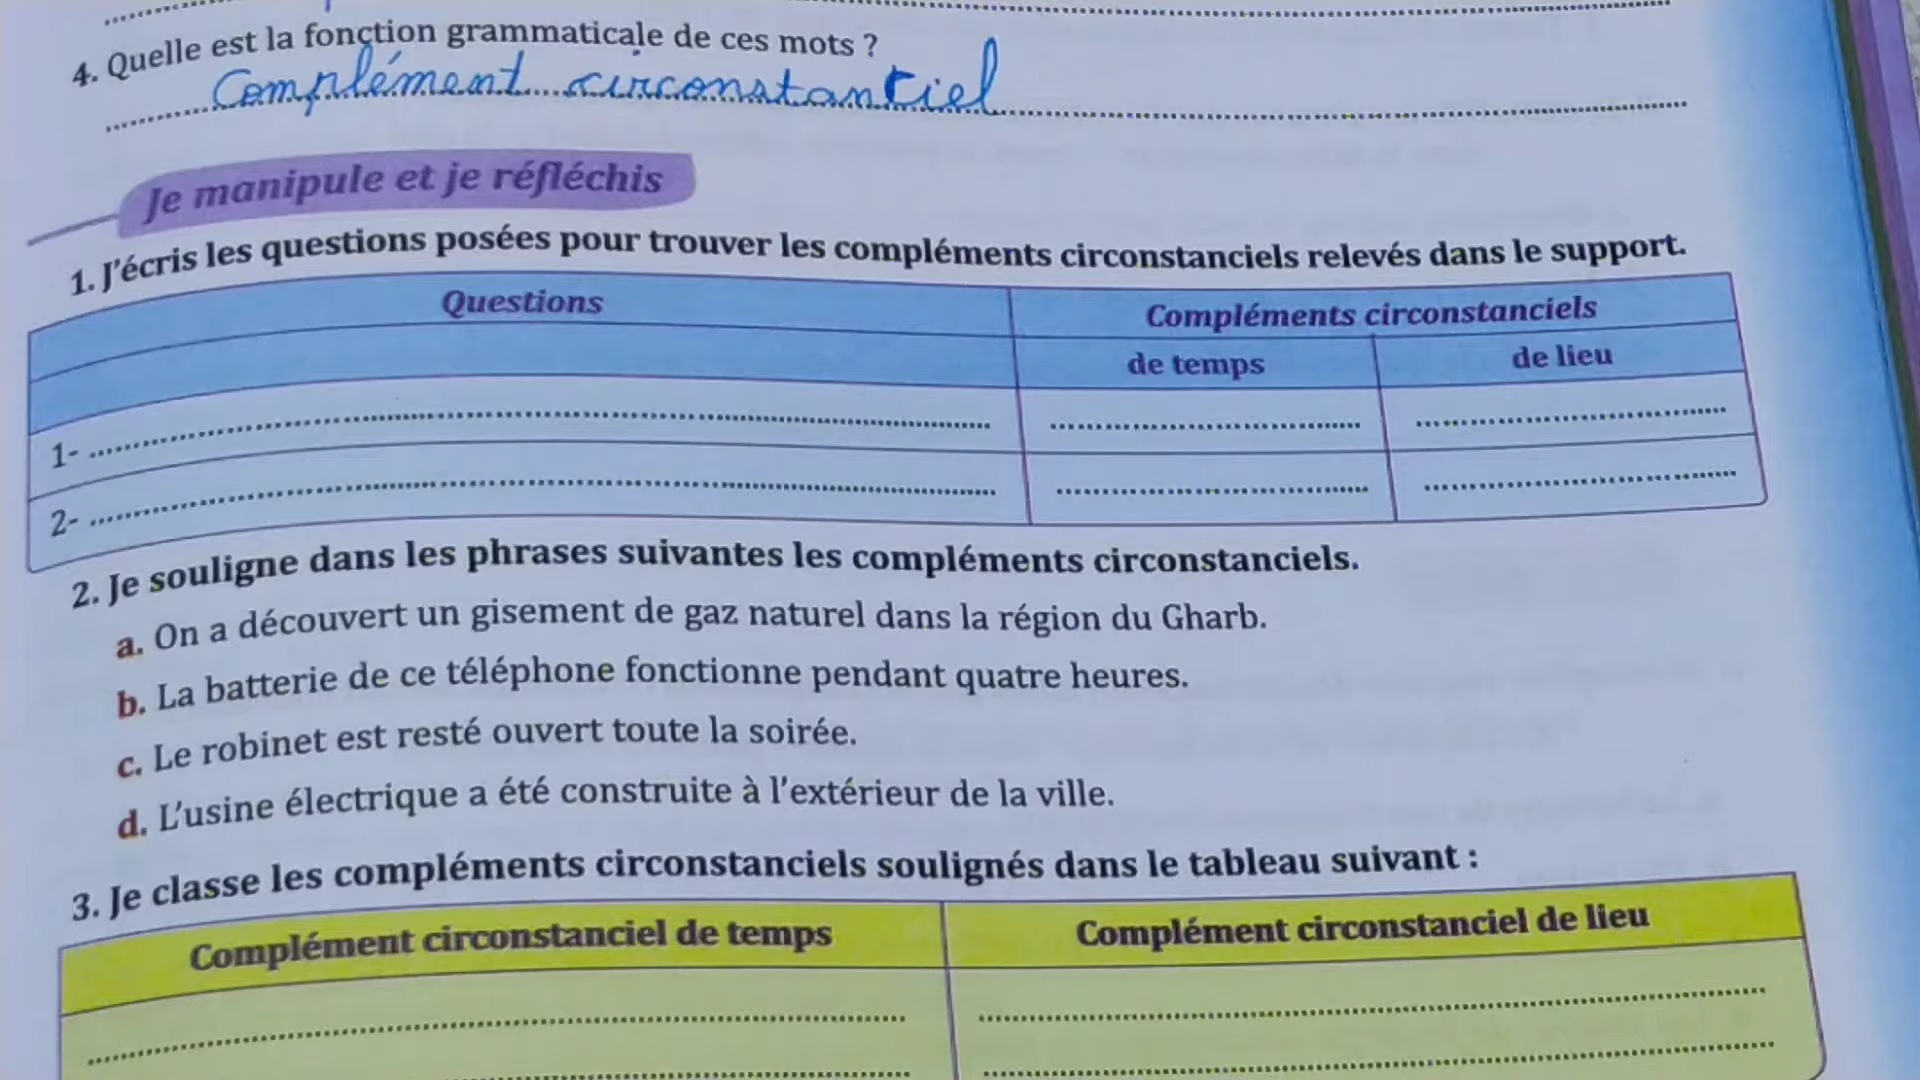 4. Quelle est la fonction grammaticale de ces mots ?
Complément circonstantiel
Je manipule et je réfléchis
1. J'écris les questions posées pour trouver les compléments circonstanciels relevés dans le support.
Questions
Compléments circonstanciels
de temps
de lieu
1-
2-
2. Je souligne dans les phrases suivantes les compléments circonstanciels.
a. On a découvert un gisement de gaz naturel dans la région du Gharb.
b. La batterie de ce téléphone fonctionne pendant quatre heures.
c. Le robinet est resté ouvert toute la soirée.
d. L'usine électrique a été construite à l'extérieur de la ville.
3. Je classe les compléments circonstanciels soulignés dans le tableau suivant :
Complément circonstanciel de temps
Complément circonstanciel de lieu